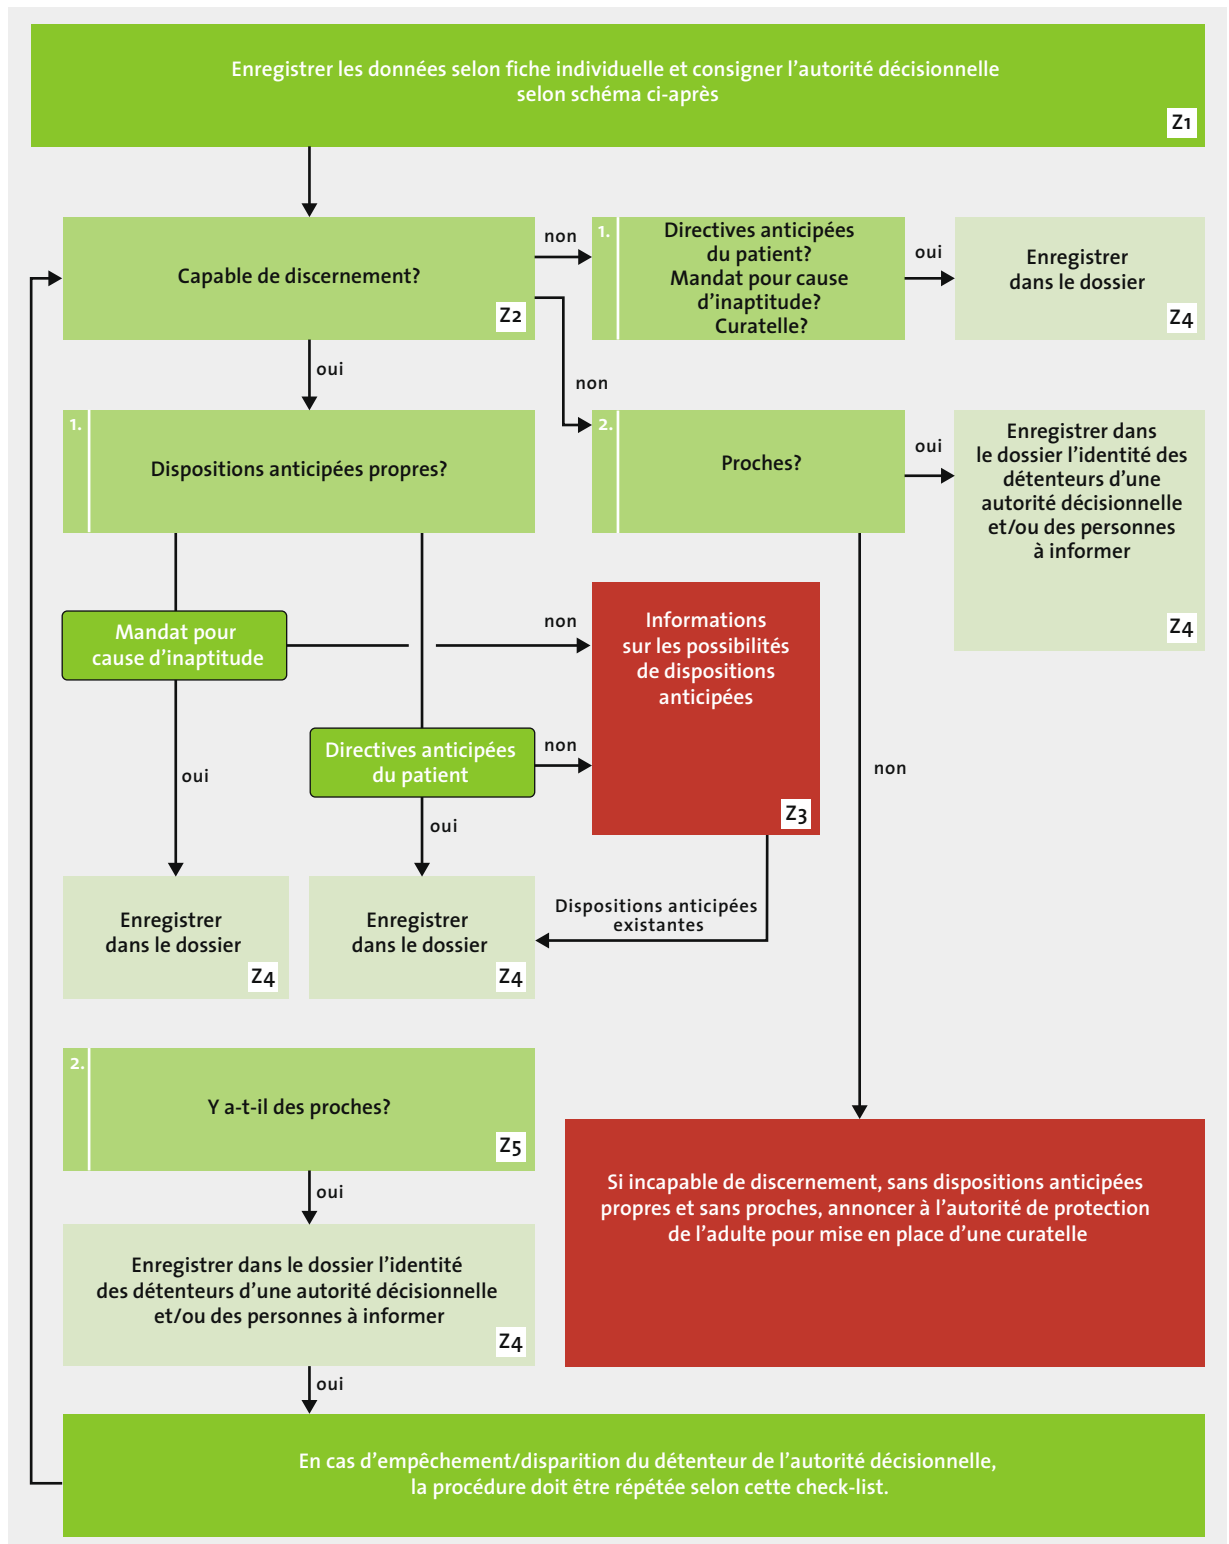 Enregistrer les données selon fiche individuelle et consigner l’autorité décisionnelle
selon schéma ci-après
Z1
Capable de discernement?
Z2
non
1.
Directives anticipées
du patient?
Mandat pour cause
d’inaptitude?
Curatelle?
oui
Enregistrer
dans le dossier
Z4
oui
non
1.
Dispositions anticipées propres?
2.
Proches?
oui
Enregistrer dans
le dossier l’identité des
détenteurs d’une
autorité décisionnelle
et/ou des personnes
à informer
Z4
Mandat pour
cause d’inaptitude
non
Informations
sur les possibilités
de dispositions
anticipées
Z3
Directives anticipées
du patient
non
non
oui
oui
Enregistrer
dans le dossier
Z4
Enregistrer
dans le dossier
Z4
Dispositions anticipées
existantes
2.
Y a-t-il des proches?
Z5
oui
Si incapable de discernement, sans dispositions anticipées
propres et sans proches, annoncer à l’autorité de protection
de l’adulte pour mise en place d’une curatelle
Enregistrer dans le dossier l’identité
des détenteurs d’une autorité décisionnelle
et/ou des personnes à informer
Z4
oui
En cas d’empêchement/disparition du détenteur de l’autorité décisionnelle,
la procédure doit être répétée selon cette check-list.